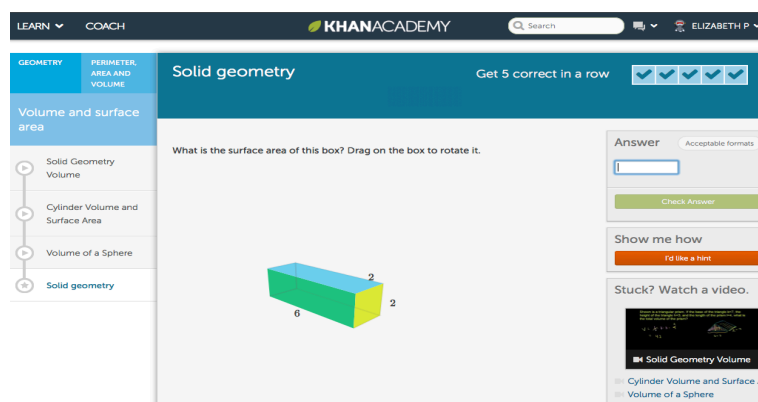 LEARN COACH KHANACADEMY Search ELIZABETH P
GEOMETRY
PERIMETER,
AREA AND
VOLUME
Volume and surface
area
Solid Geometry
Volume
Cylinder Volume and
Surface Area
Volume of a Sphere
Solid geometry
Solid geometry Get 5 correct in a row
What is the surface area of this box? Drag on the box to rotate it.
2
2
6
Answer Acceptable formats
Check Answer
Show me how
I'd like a hint
Stuck? Watch a video.
Solid Geometry Volume
Cylinder Volume and Surface
Volume of a Sphere